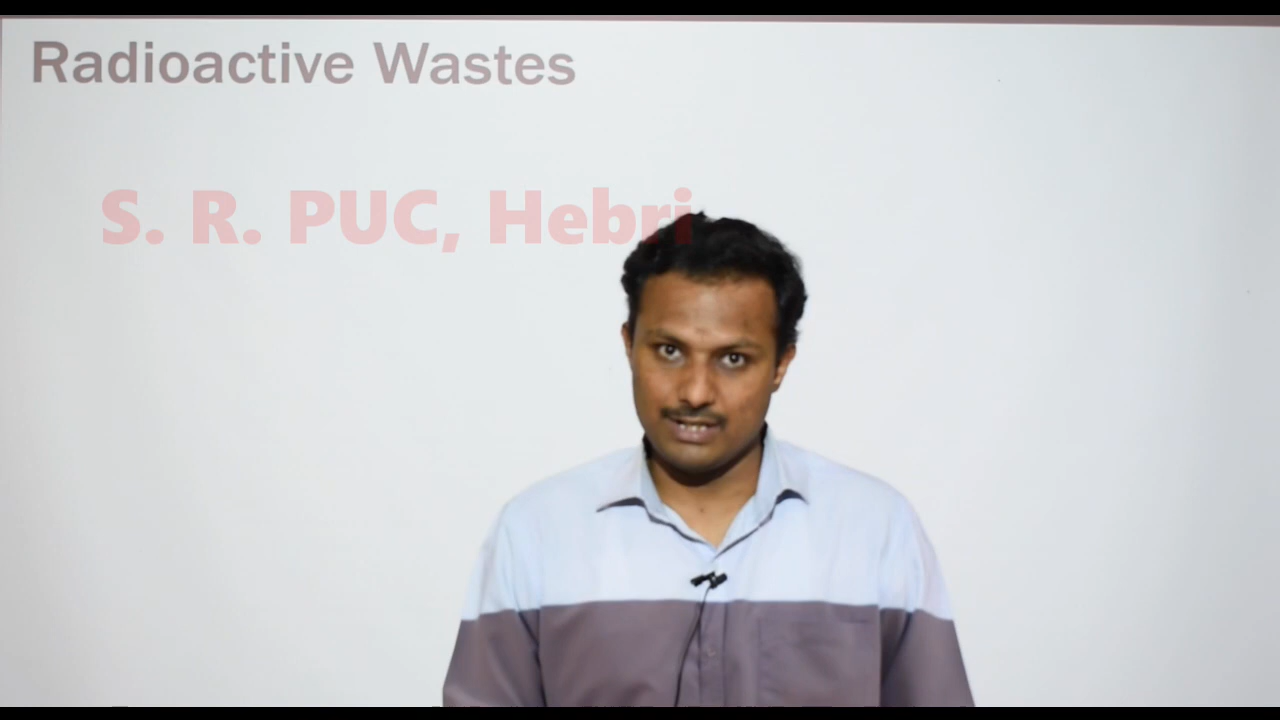 Radioactive Wastes
S. R. PUC, Hebri